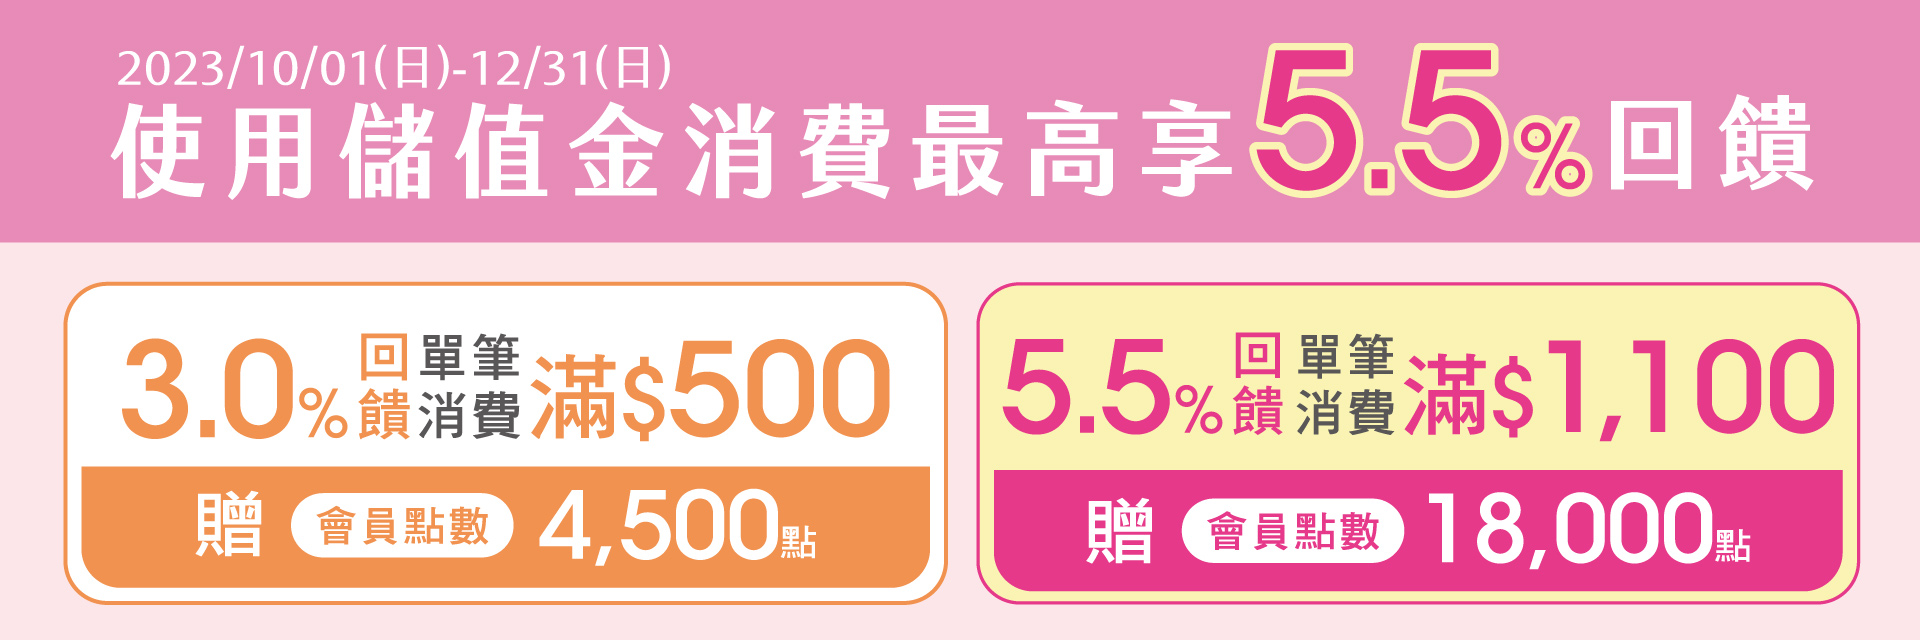 2023/10/01(日)-12/31(日)
使用儲值金消費最高享5.5%回饋
3.0%回饋單筆消費滿$500
贈 會員點數 4,500點
5.5%回饋單筆消費滿$1,100
贈 會員點數 18,000點